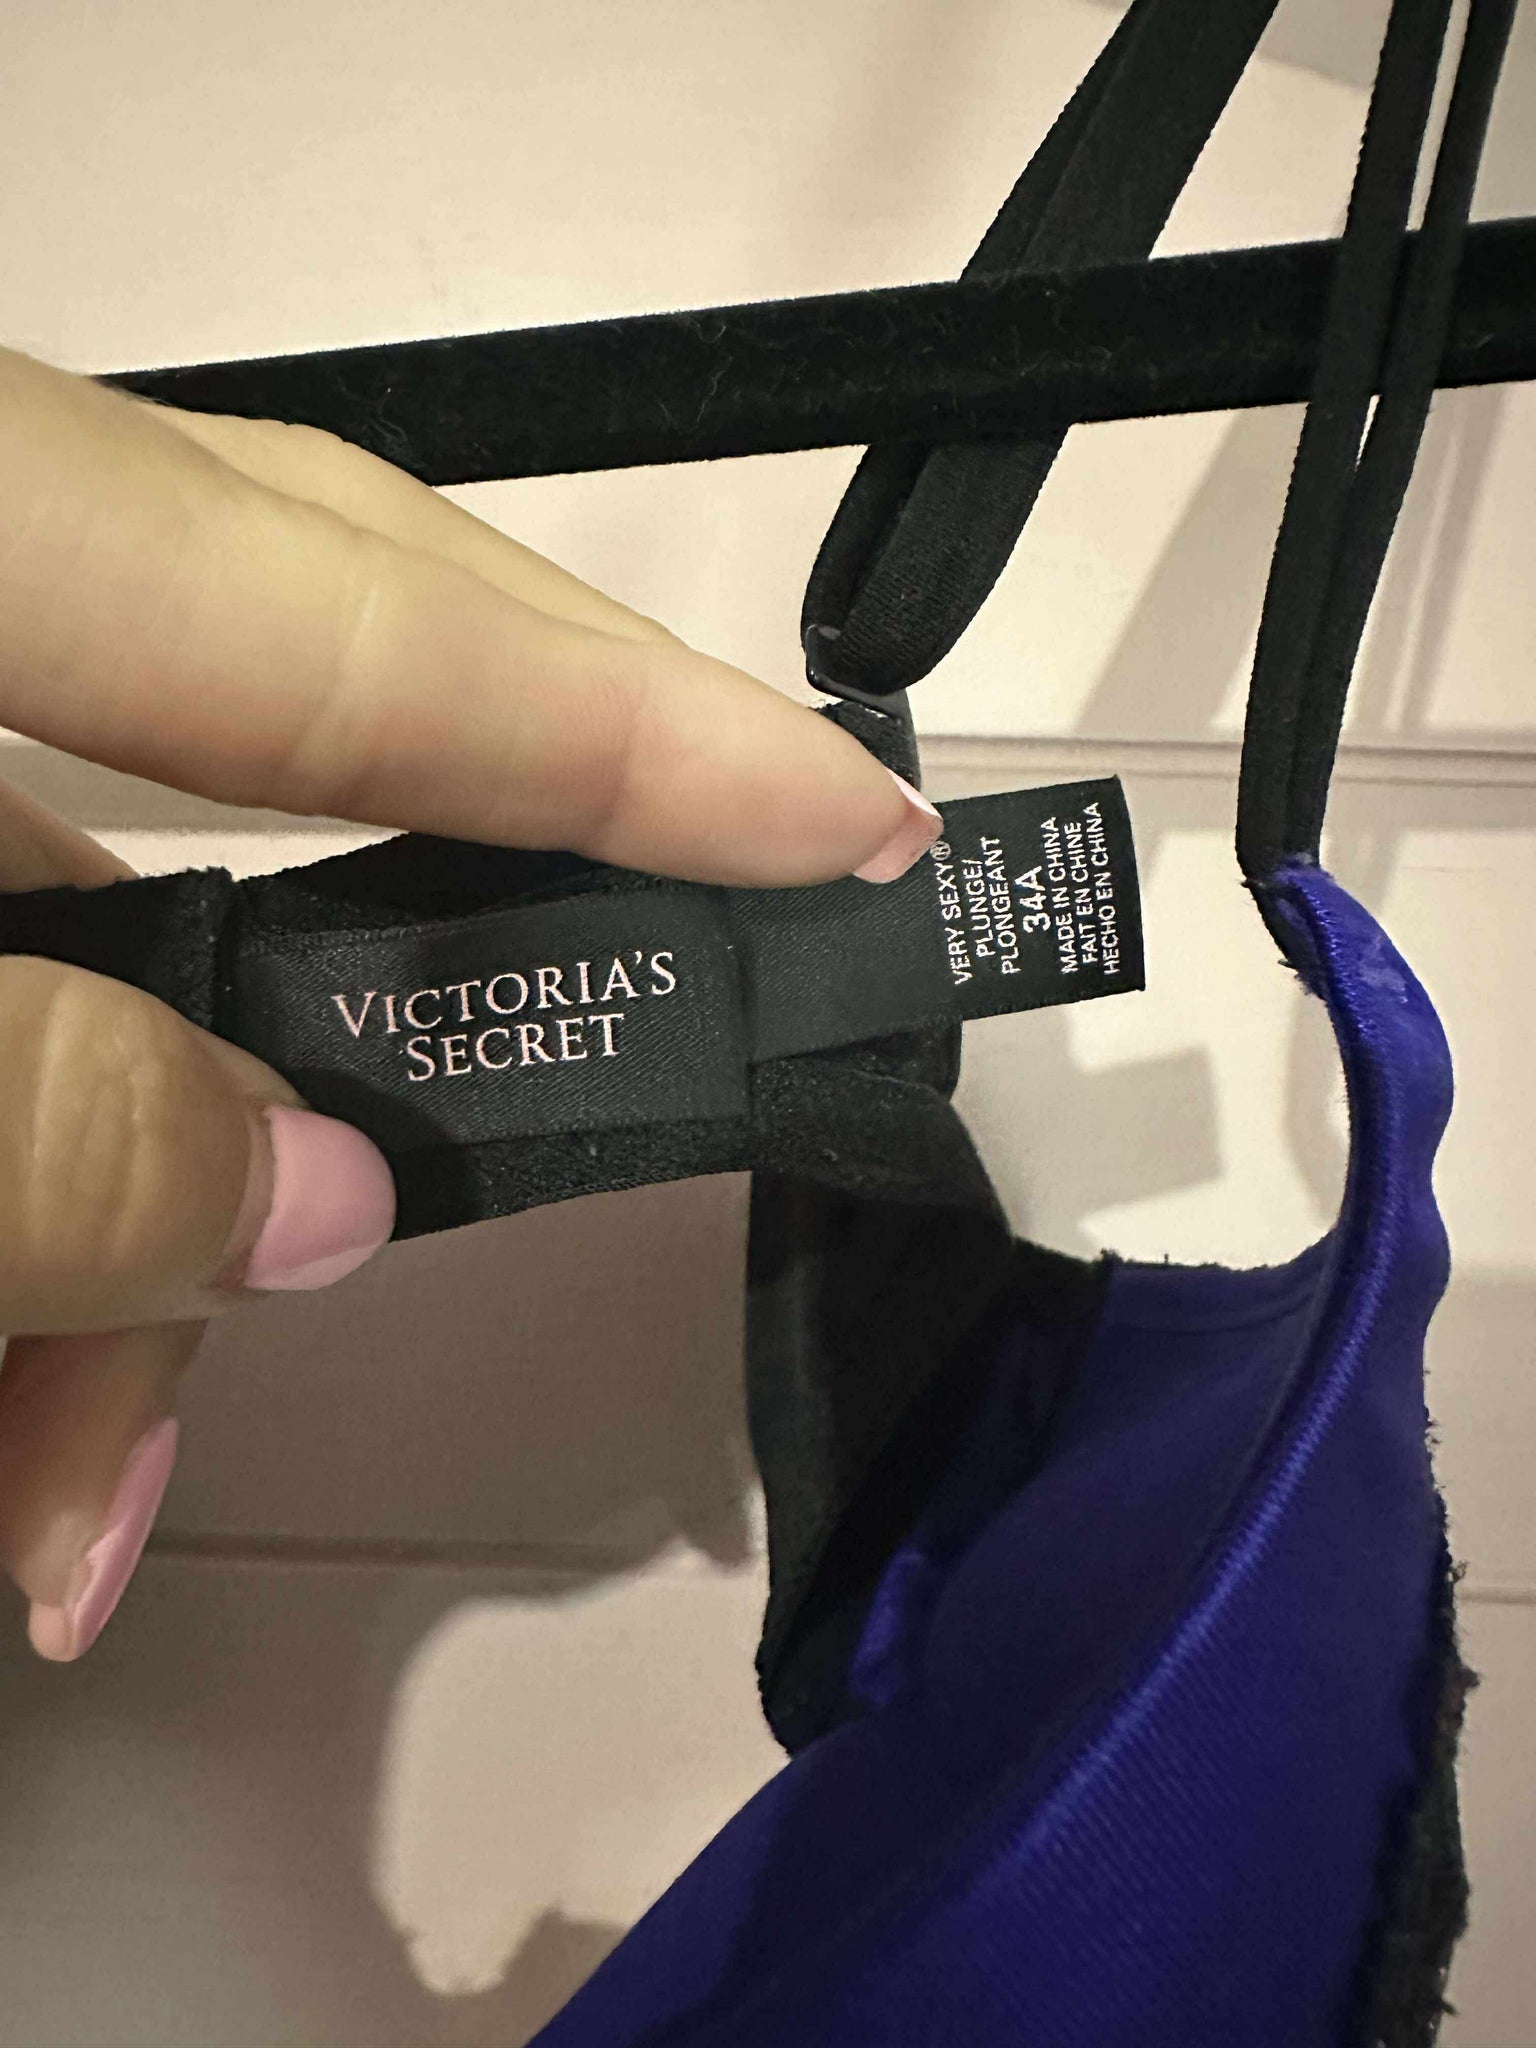 VICTORIA'S
SECRET
VERY SEXY®
PLUNGE/
PLONGEANT
34A
MADE IN CHINA
FAIT EN CHINE
HECHO EN CHINA